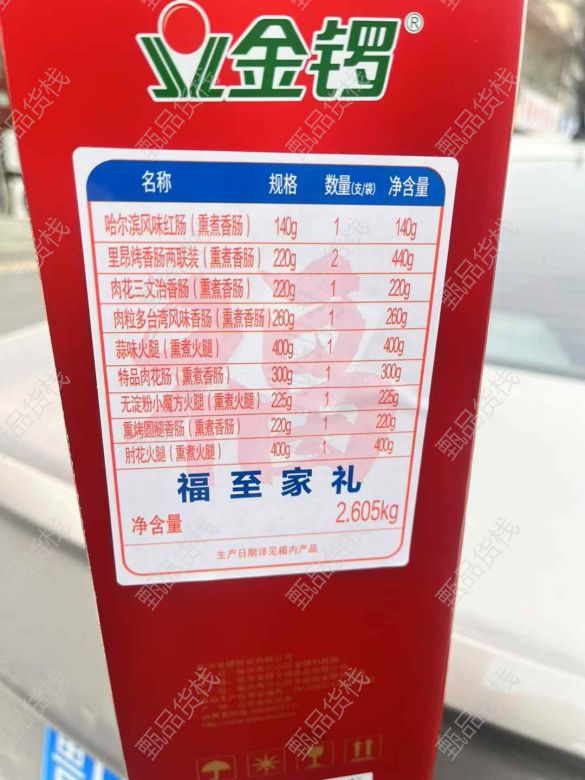 金锣®
名称 规格 数量(支/袋) 净含量
哈尔滨风味红肠(熏煮香肠) 140g 1 140g
里昂烤香肠两联装(熏煮香肠) 220g 2 440g
肉花三文治香肠(熏煮香肠) 220g 1 220g
肉粒多台湾风味香肠(熏煮香肠) 260g 1 260g
蒜味火腿(熏煮火腿) 400g 1 400g
特品肉花肠(熏煮香肠) 300g 1 300g
无淀粉小魔方火腿(熏煮火腿) 225g 1 225g
熏烤圆腿香肠(熏煮香肠) 220g 1 220g
肘花火腿(熏煮火腿) 400g 1 400g
福至家礼
净含量 2.605kg
生产日期详见箱内产品
甄品货栈